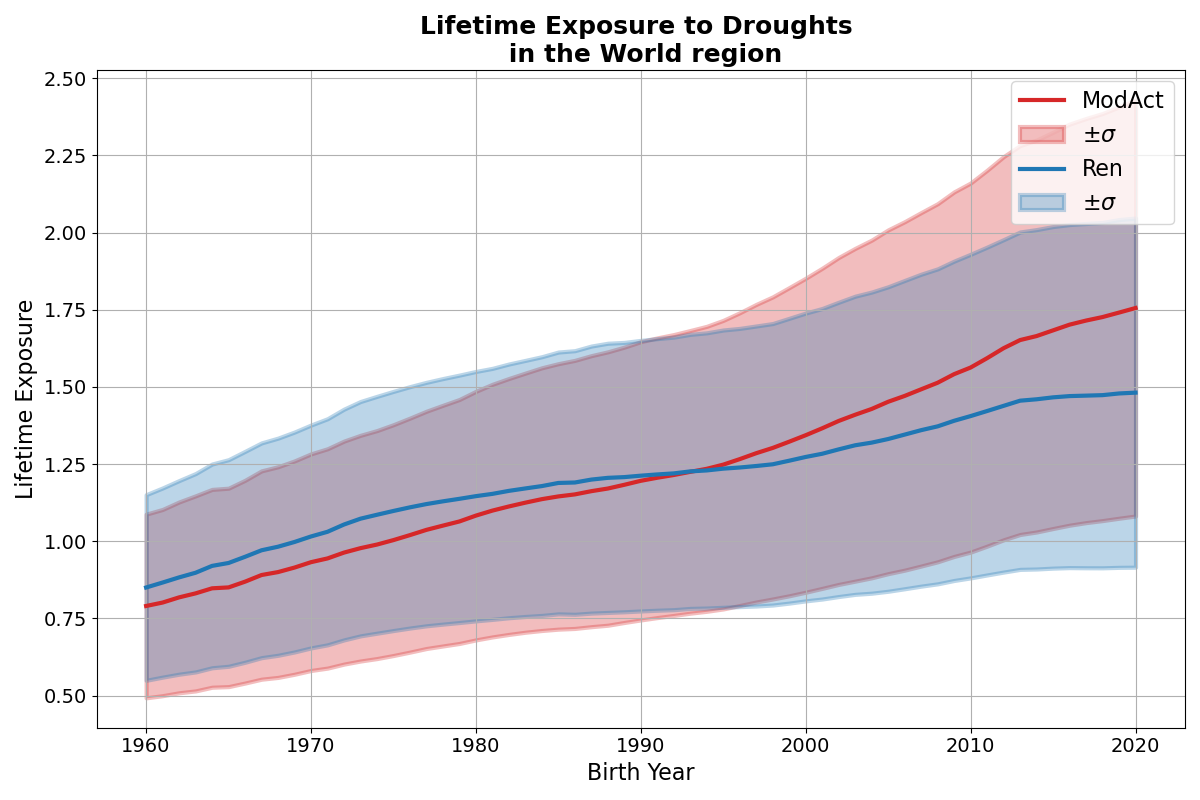 Lifetime Exposure to Droughts
in the World region
2.50
2.25
2.00
1.75
1.50
1.25
1.00
0.75
0.50
Lifetime Exposure
ModAct
±σ
Ren
±σ
1960 1970 1980 1990 2000 2010 2020
Birth Year